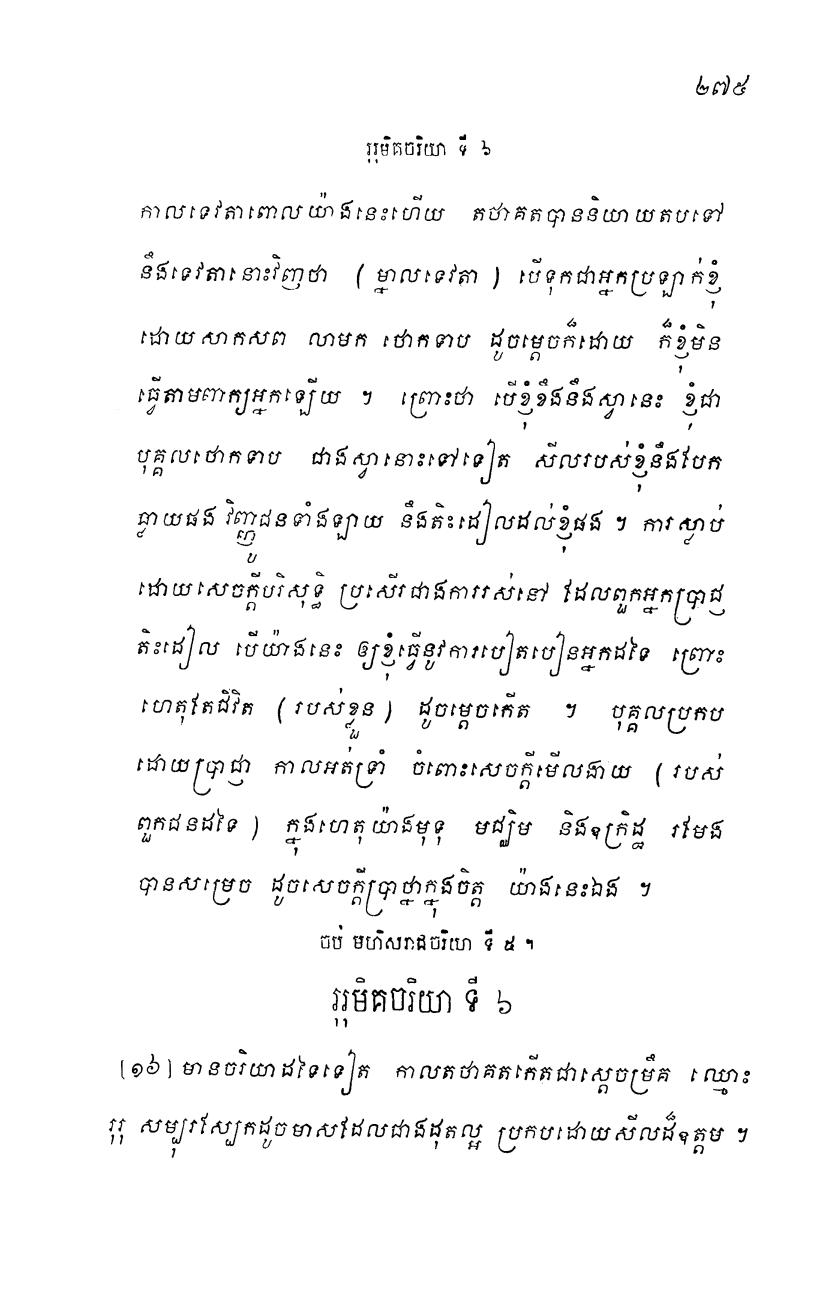 ២៧៥
រុរុមិគចរិយា ទី ៦
កាលទេវតាពោលយ៉ាងនេះហើយ តថាគតបាននិយាយតបទៅ
នឹងទេវតានោះវិញថា ( ម្នាលទេវតា ) បើទុកជាអ្នកប្រឡាក់ខ្ញុំ
ដោយសាកសព លាមក ថោកទាប ដូចម្តេចក៏ដោយ ក៏ខ្ញុំមិន
ធ្វើតាមពាក្យអ្នកឡើយ ។ ព្រោះថា បើខ្ញុំខឹងនឹងស្វានេះ ខ្ញុំជា
បុគ្គលថោកទាប ជាងស្វានោះទៅទៀត សីលរបស់ខ្ញុំនឹងបែក
ធ្លាយផង វិញ្ញូជនទាំងឡាយ នឹងតិះដៀលដល់ខ្ញុំផង ។ ការស្លាប់
ដោយសេចក្តីបរិសុទ្ធិ ប្រសើរជាងការរស់នៅ ដែលពួកអ្នកប្រាជ្ញ
តិះដៀល បើយ៉ាងនេះ ឲ្យខ្ញុំធ្វើនូវការបៀតបៀនអ្នកដទៃ ព្រោះ
ហេតុតែជីវិត ( របស់ខ្លួន ) ដូចម្តេចកើត ។ បុគ្គលប្រកប
ដោយប្រាជ្ញា កាលអត់ទ្រាំ ចំពោះសេចក្តីមើលងាយ ( របស់
ពួកជនដទៃ ) ក្នុងហេតុយ៉ាងមុទុ មជ្ឈិម និងឧក្រិដ្ឋ រមែង
បានសម្រេច ដូចសេចក្តីប្រាថ្នាក្នុងចិត្ត យ៉ាងនេះឯង ។
ចប់ មហិសរាជចរិយា ទី ៥ ។
រុរុមិគចរិយា ទី ៦
[១៦] មានចរិយាដទៃទៀត កាលតថាគតកើតជាស្តេចម្រឹគ ឈ្មោះ
រុរុ សម្បុរស្បែកដូចមាសដែលជាងដុតល្អ ប្រកបដោយសីលដ៏ឧត្តម ។